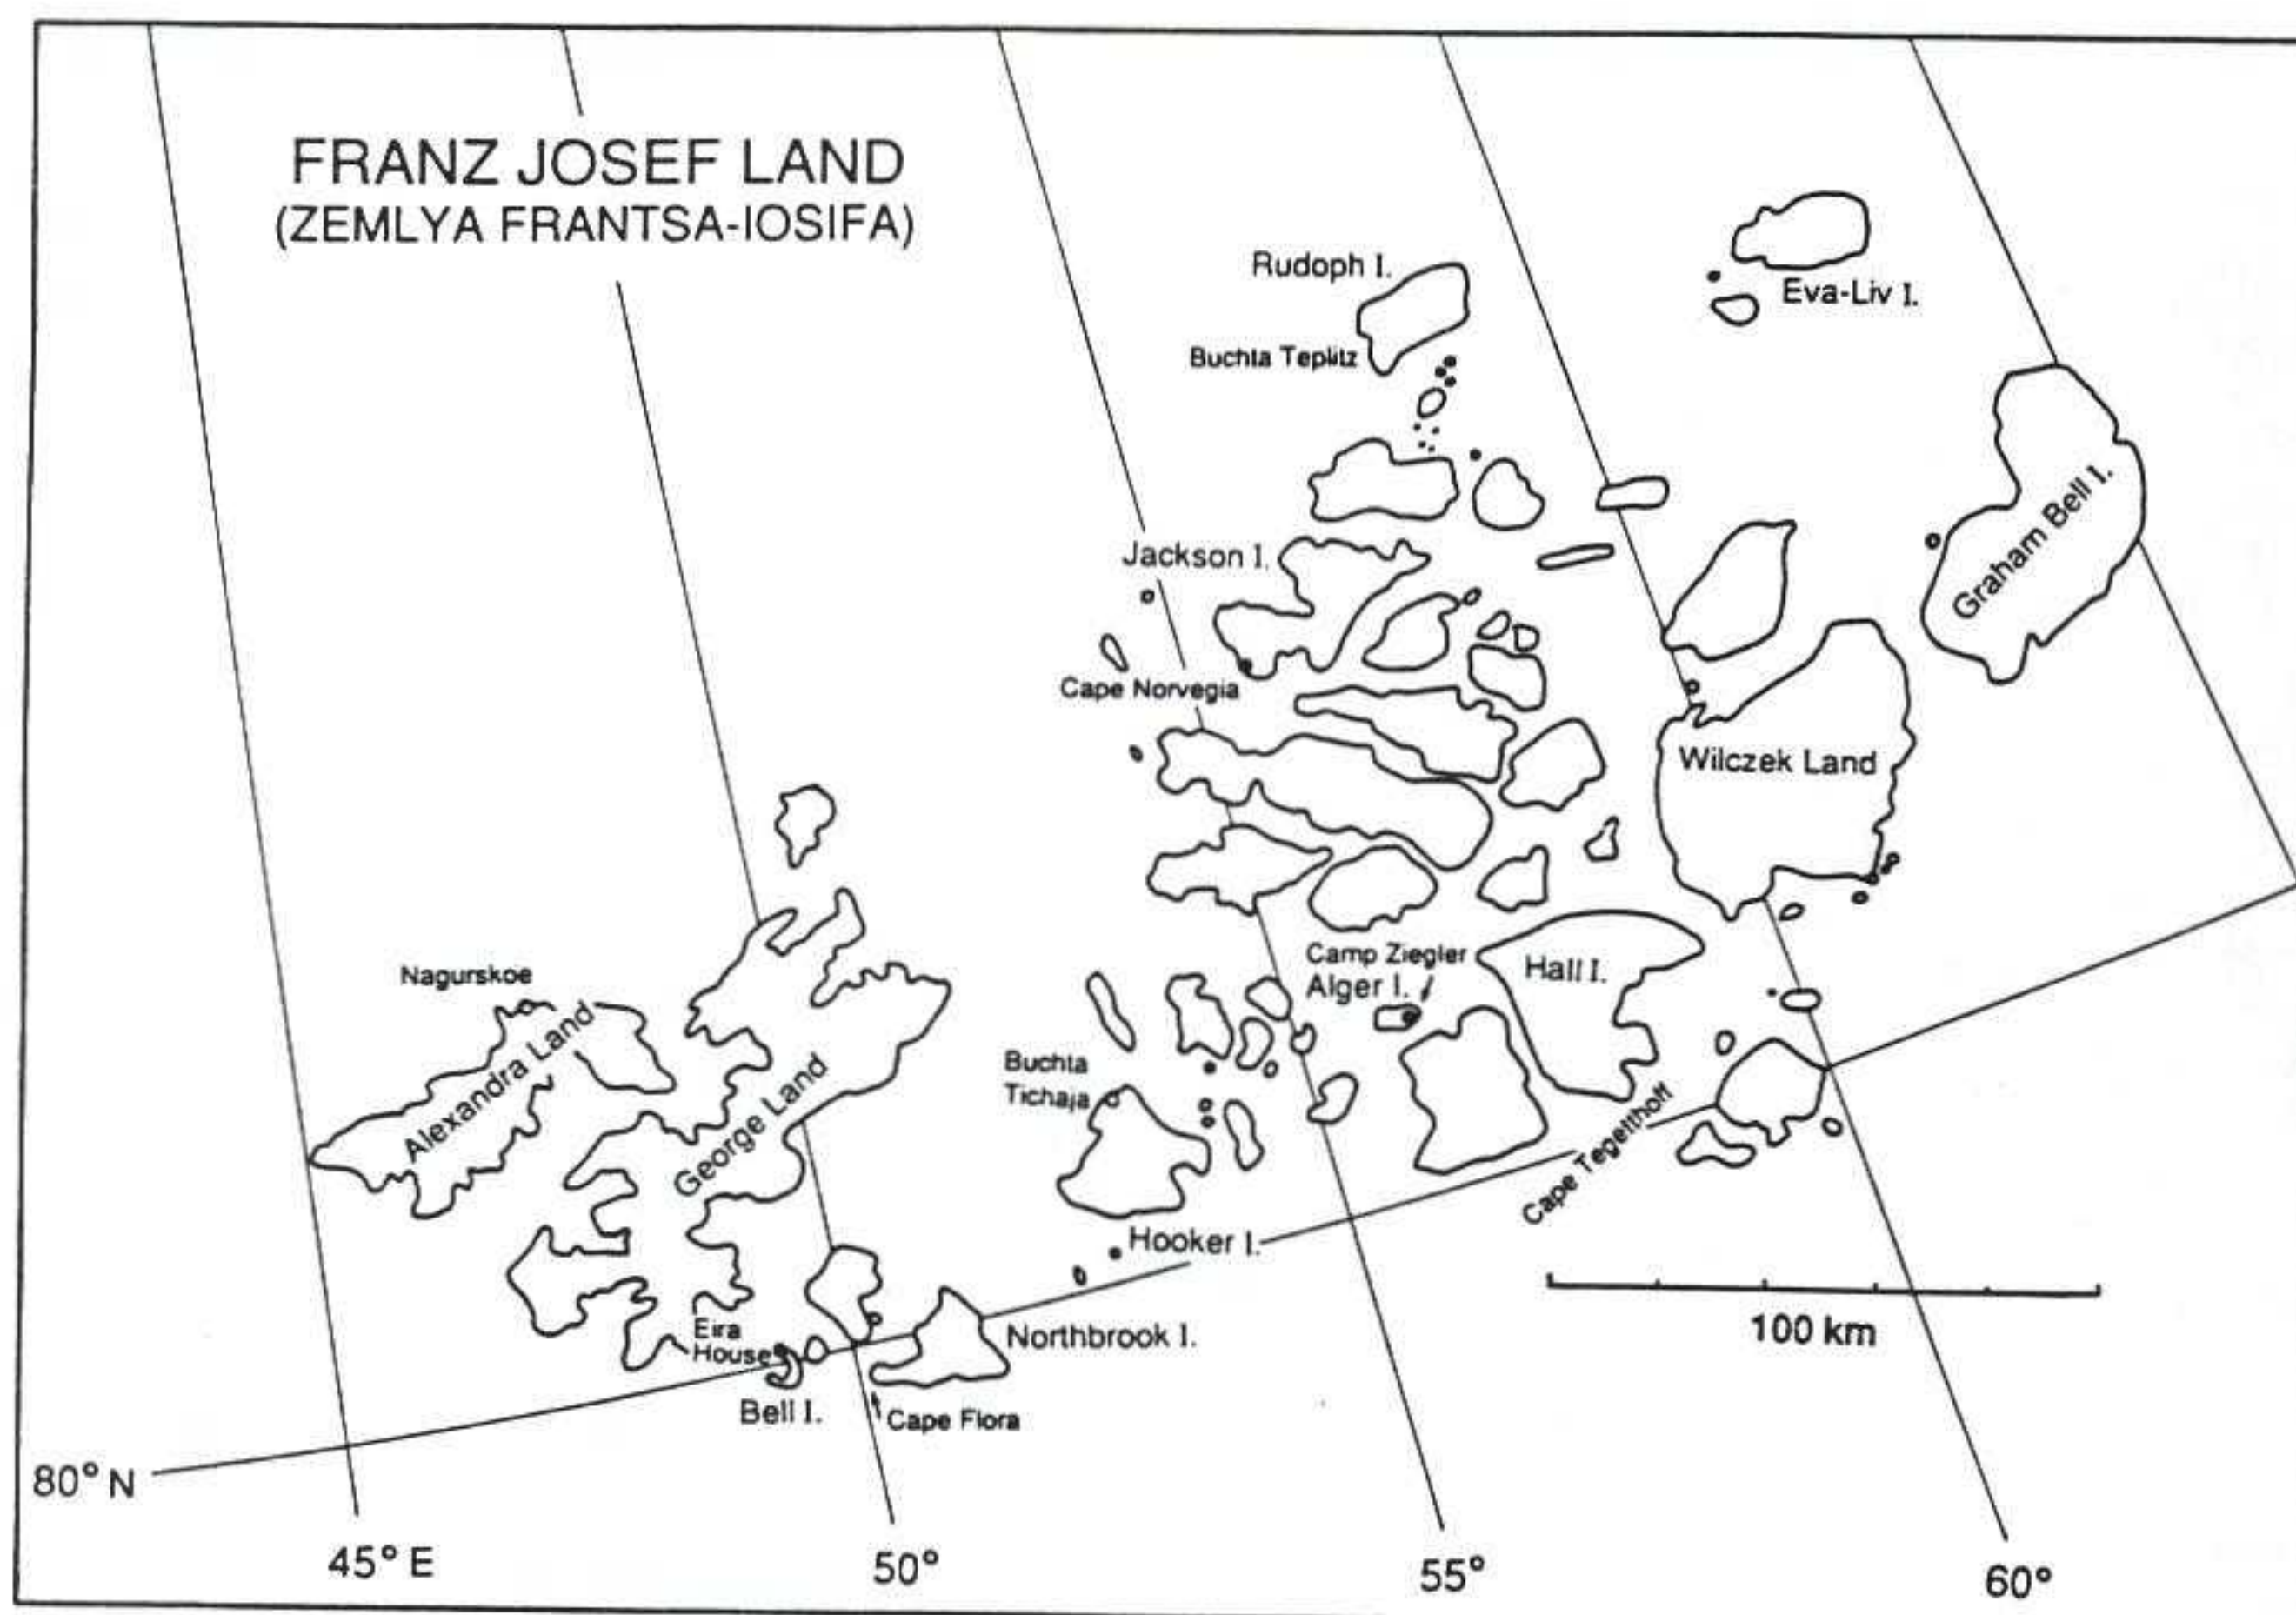 FRANZ JOSEF LAND
(ZEMLYA FRANTSA-IOSIFA)
Rudoph I.
Eva-Liv I.
Buchta Teplitz
Graham Bell I.
Jackson I.
Cape Norvegia
Wilczek Land
Nagurskoe
Camp Ziegler
Alger I.
Hall I.
Alexandra Land
George Land
Buchta
Tichaja
Cape Tegetthoff
Hooker I.
Eira
House
Northbrook I.
100 km
Bell I.
Cape Flora
80° N
45° E
50°
55°
60°